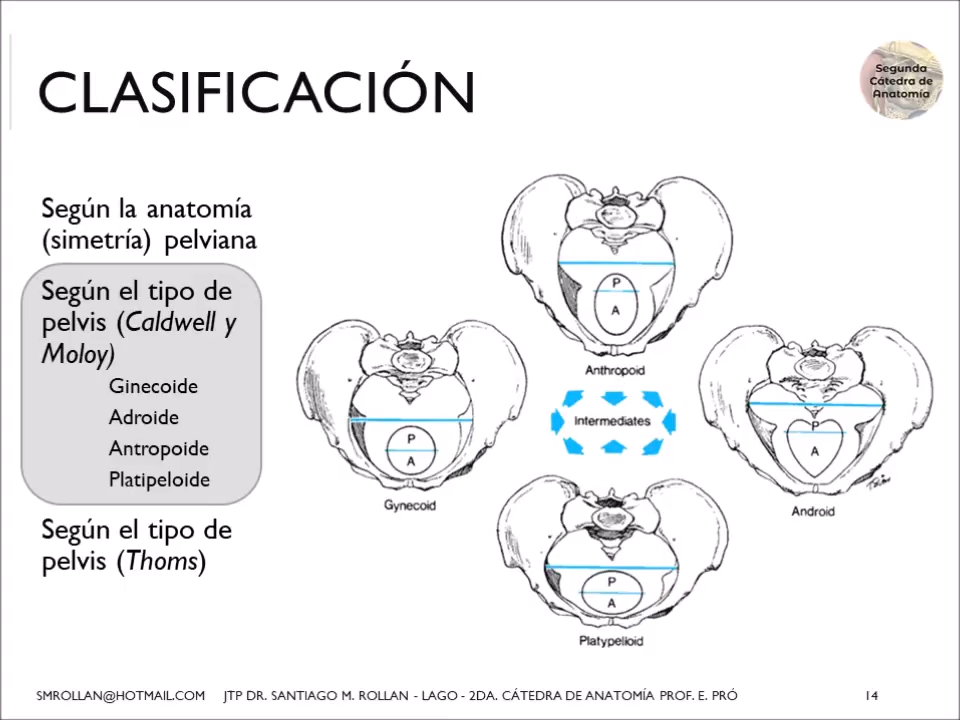 CLASIFICACIÓN
Segunda
Cátedra de
Anatomía
Según la anatomía
(simetría) pelviana
Según el tipo de
pelvis (Caldwell y
Moloy)
Ginecoide
Adroide
Antropoide
Platipeloide
Según el tipo de
pelvis (Thoms)
P
A
Anthropoid
P
A
Gynecoid
Intermediates
P
A
Android
P
A
Platypelloid
SMROLLAN@HOTMAIL.COM JTP DR. SANTIAGO M. ROLLAN - LAGO - 2DA. CÁTEDRA DE ANATOMÍA PROF. E. PRÓ 14